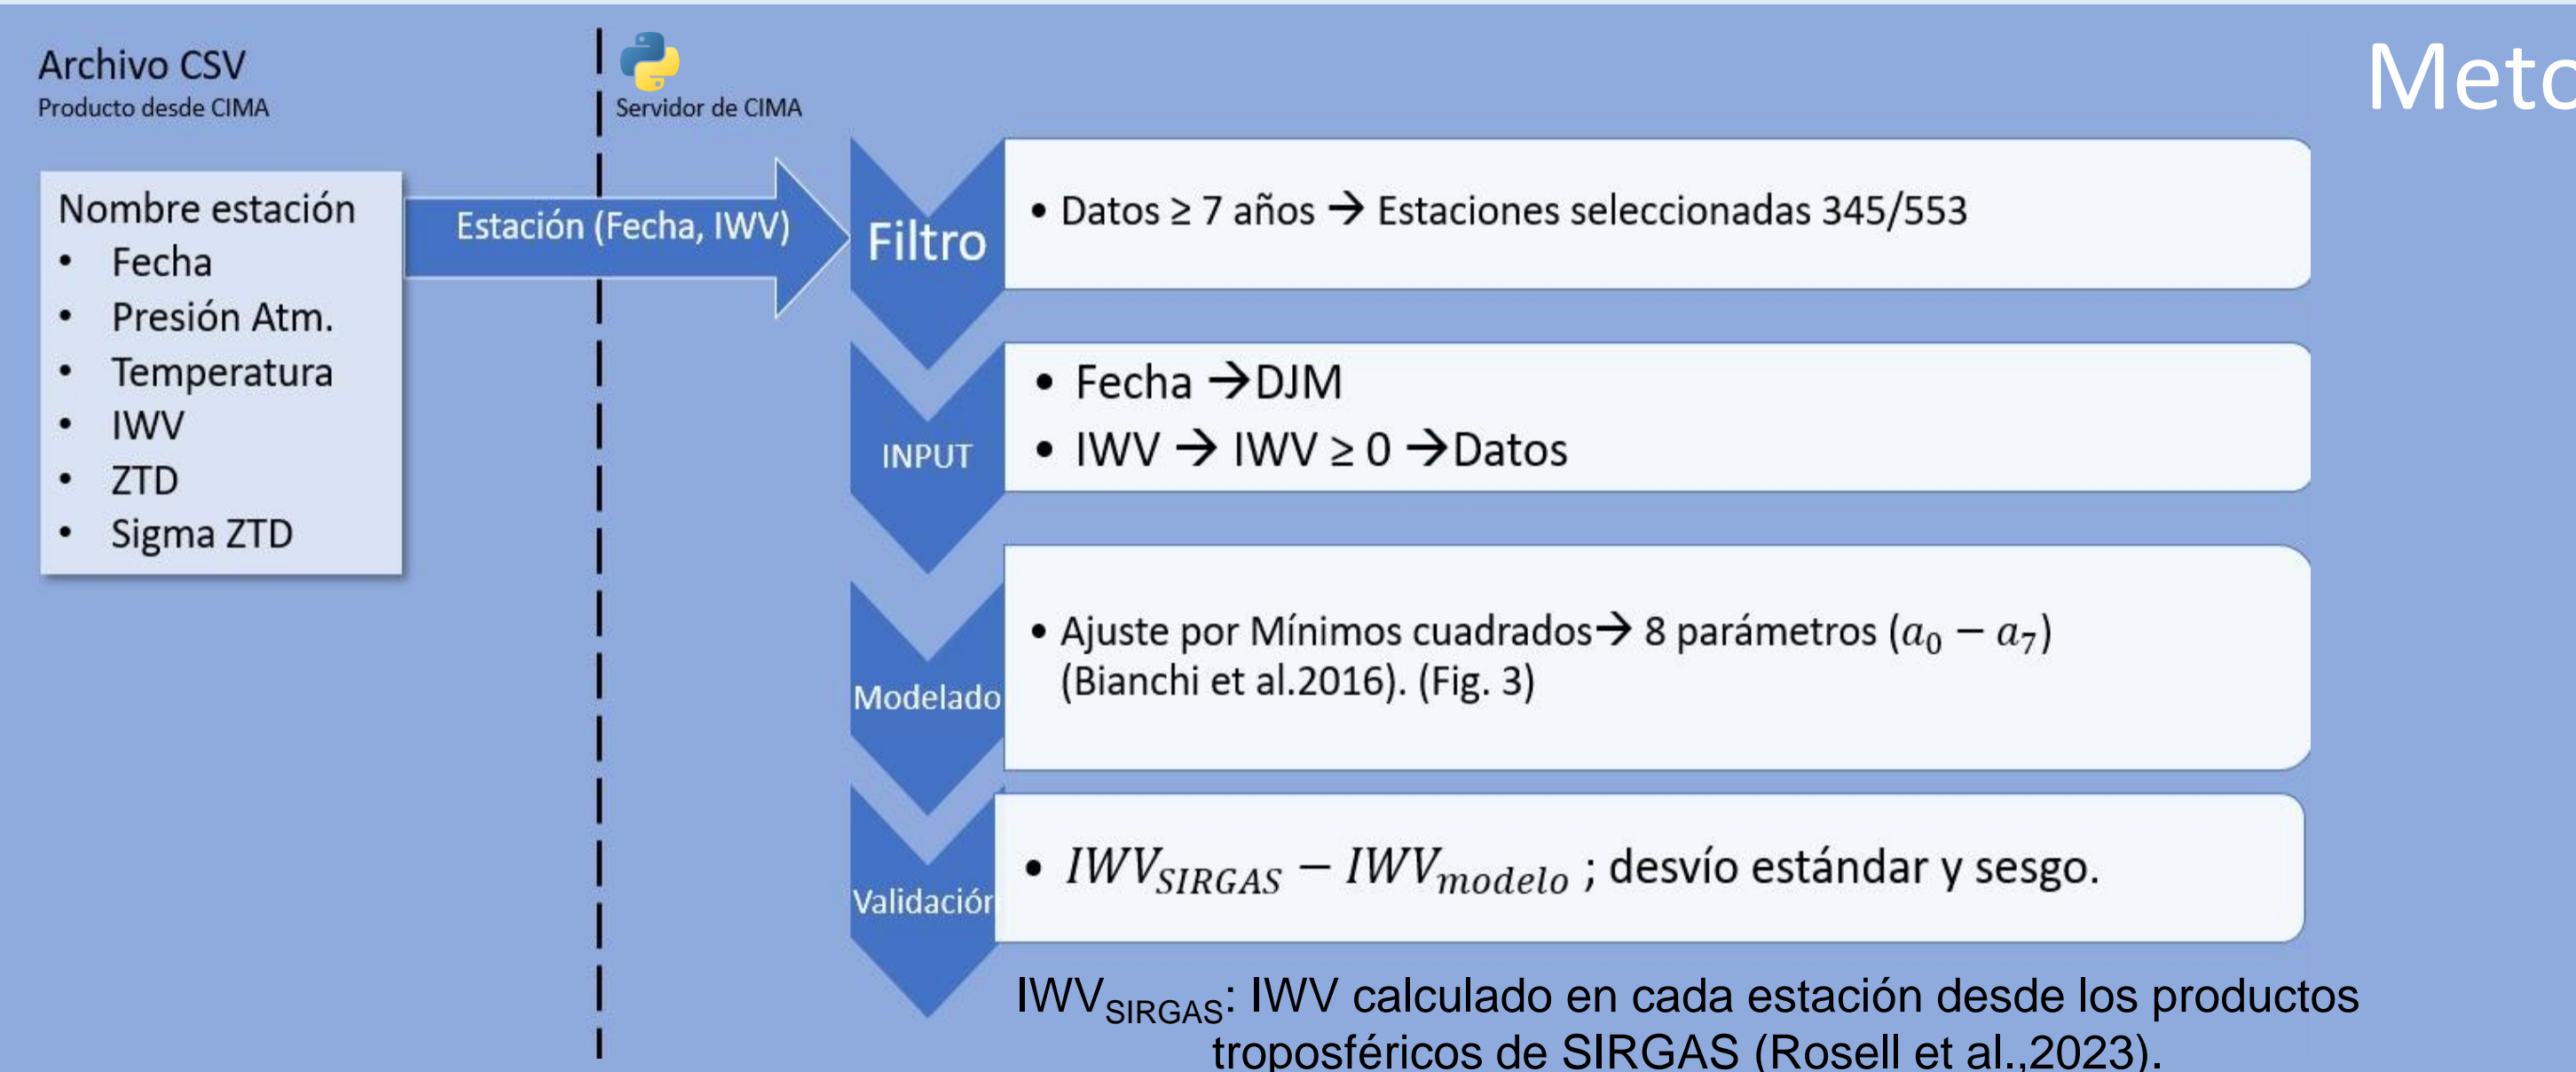 Archivo CSV
Producto desde CIMA
Servidor de CIMA
Nombre estación
• Fecha
• Presión Atm.
• Temperatura
• IWV
• ZTD
• Sigma ZTD
Estación (Fecha, IWV)
Filtro
• Datos ≥ 7 años → Estaciones seleccionadas 345/553
INPUT
• Fecha →DJM
• IWV → IWV ≥ 0 →Datos
Modelado
• Ajuste por Mínimos cuadrados→ 8 parámetros (a₀ − a₇)
(Bianchi et al.2016). (Fig. 3)
Validación
• IWV_SIRGAS − IWV_modelo ; desvío estándar y sesgo.
IWV_SIRGAS: IWV calculado en cada estación desde los productos
troposféricos de SIRGAS (Rosell et al.,2023).